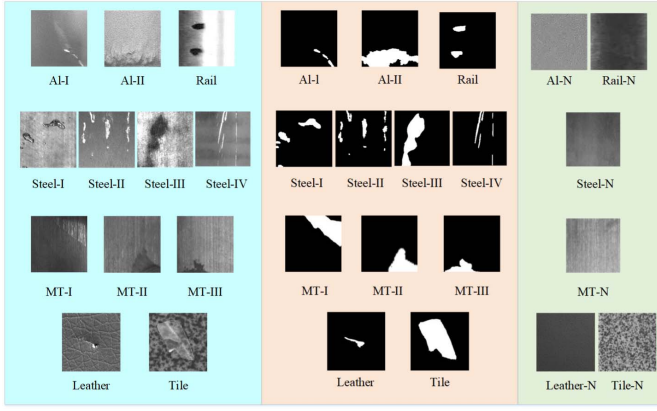 Al-I Al-II Rail Al-l Al-II Rail Al-N Rail-N
Steel-I Steel-II Steel-III Steel-IV Steel-I Steel-II Steel-III Steel-IV Steel-N
MT-I MT-II MT-III MT-I MT-II MT-III MT-N
Leather Tile Leather Tile Leather-N Tile-N